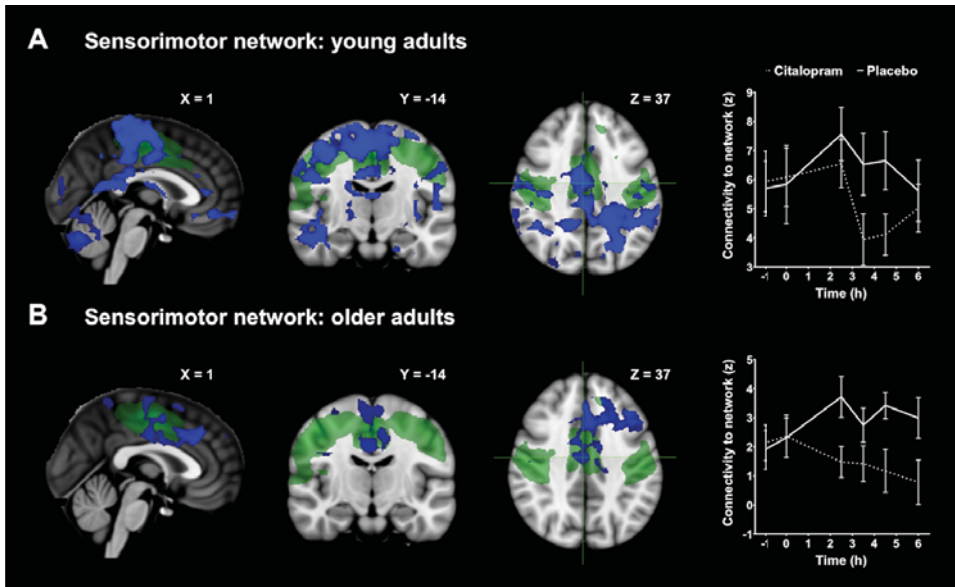 A Sensorimotor network: young adults
X = 1
Y = -14
Z = 37
Citalopram
Placebo
Connectivity to network (z)
9
8
7
6
5
4
3
-1 0 1 2 3 4 5 6
Time (h)
B Sensorimotor network: older adults
X = 1
Y = -14
Z = 37
Connectivity to network (z)
5
4
3
2
1
0
-1
-1 0 1 2 3 4 5 6
Time (h)